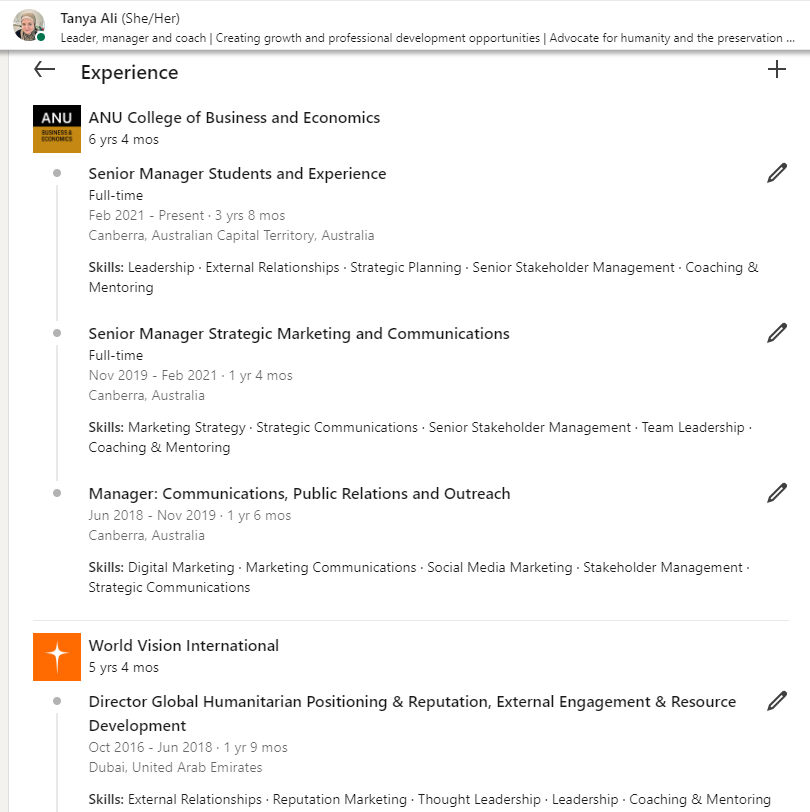 Tanya Ali (She/Her)
Leader, manager and coach | Creating growth and professional development opportunities | Advocate for humanity and the preservation ...
Experience
ANU
BUSINESS &
ECONOMICS
ANU College of Business and Economics
6 yrs 4 mos
Senior Manager Students and Experience
Full-time
Feb 2021 - Present · 3 yrs 8 mos
Canberra, Australian Capital Territory, Australia
Skills: Leadership · External Relationships · Strategic Planning · Senior Stakeholder Management · Coaching &
Mentoring
Senior Manager Strategic Marketing and Communications
Full-time
Nov 2019 - Feb 2021 · 1 yr 4 mos
Canberra, Australia
Skills: Marketing Strategy · Strategic Communications · Senior Stakeholder Management · Team Leadership ·
Coaching & Mentoring
Manager: Communications, Public Relations and Outreach
Jun 2018 - Nov 2019 · 1 yr 6 mos
Canberra, Australia
Skills: Digital Marketing · Marketing Communications · Social Media Marketing · Stakeholder Management ·
Strategic Communications
World Vision International
5 yrs 4 mos
Director Global Humanitarian Positioning & Reputation, External Engagement & Resource
Development
Oct 2016 - Jun 2018 · 1 yr 9 mos
Dubai, United Arab Emirates
Skills: External Relationships · Reputation Marketing · Thought Leadership · Leadership · Coaching & Mentoring